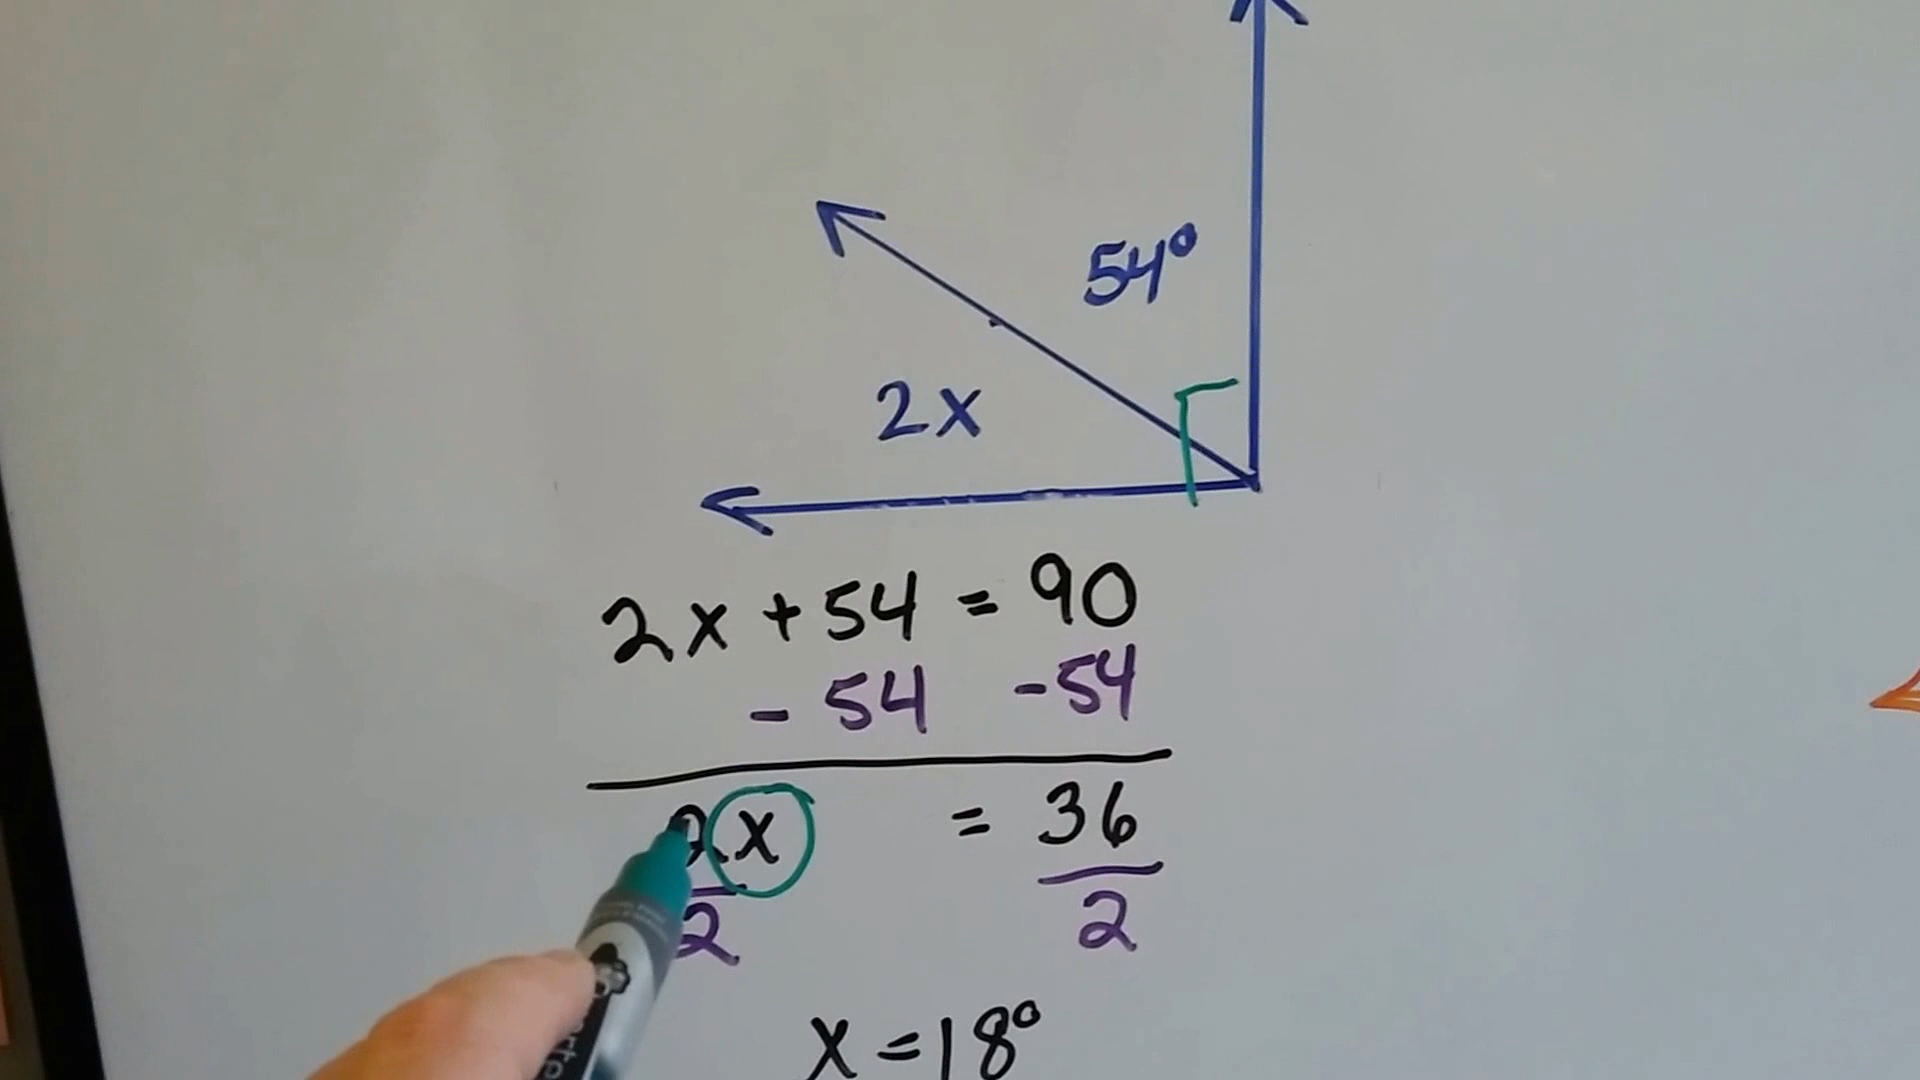 54°
2x
2x + 54 = 90
- 54 -54
2x = 36
2 2
x = 18°